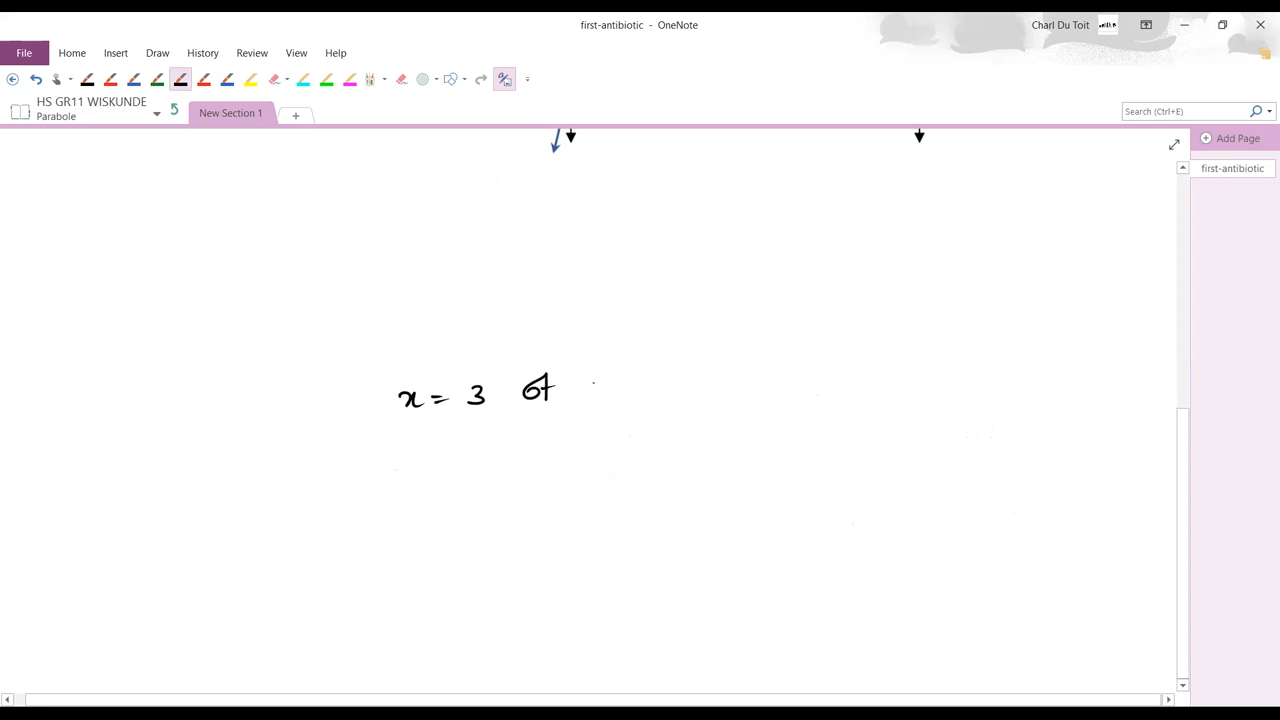 first-antibiotic - OneNote
Charl Du Toit
File Home Insert Draw History Review View Help
HS GR11 WISKUNDE
Parabole
New Section 1
+
Search (Ctrl+E)
Add Page
first-antibiotic
x = 3 of